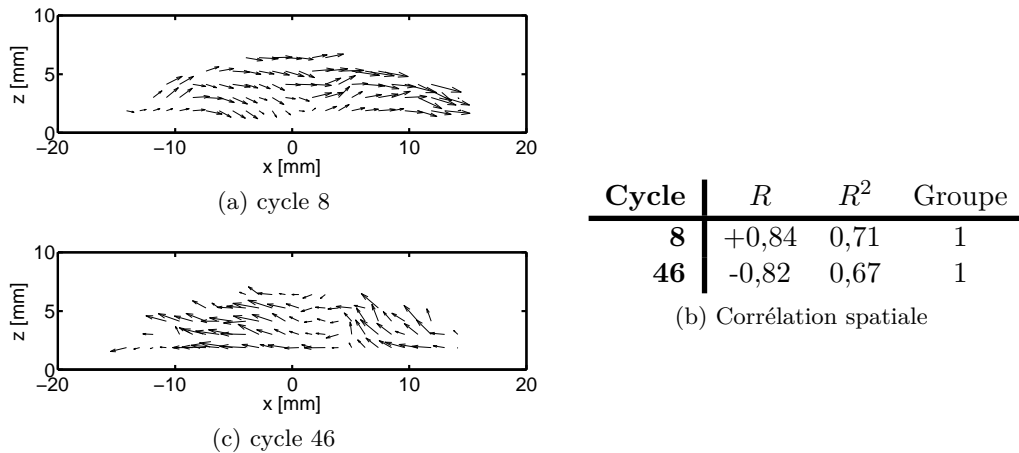 10
5
0
z [mm]
−20 −10 0 10 20
x [mm]
(a) cycle 8
10
5
0
z [mm]
−20 −10 0 10 20
x [mm]
(c) cycle 46
Cycle R R² Groupe
8 +0,84 0,71 1
46 -0,82 0,67 1
(b) Corrélation spatiale